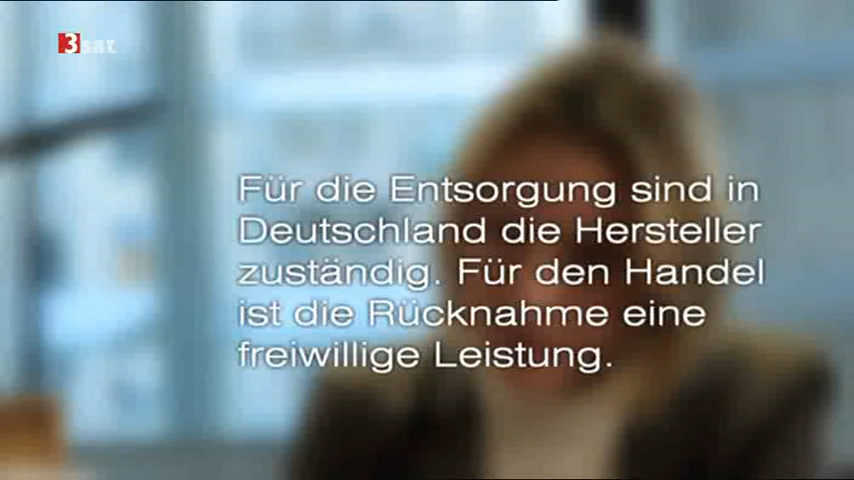 3sat
Für die Entsorgung sind in
Deutschland die Hersteller
zuständig. Für den Handel
ist die Rücknahme eine
freiwillige Leistung.